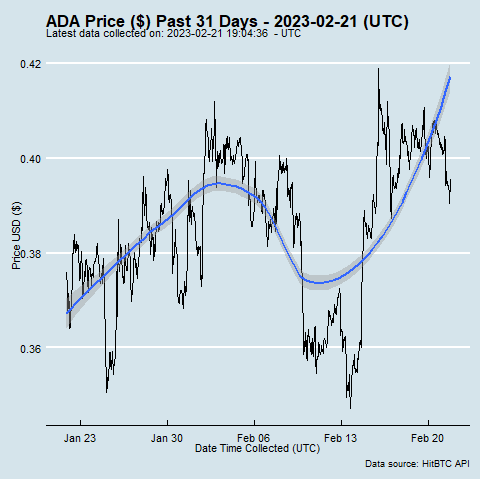 ADA Price ($) Past 31 Days - 2023-02-21 (UTC)
Latest data collected on: 2023-02-21 19:04:36 - UTC
0.42
0.40
0.38
0.36
Price USD ($)
Jan 23 Jan 30 Feb 06 Feb 13 Feb 20
Date Time Collected (UTC)
Data source: HitBTC API